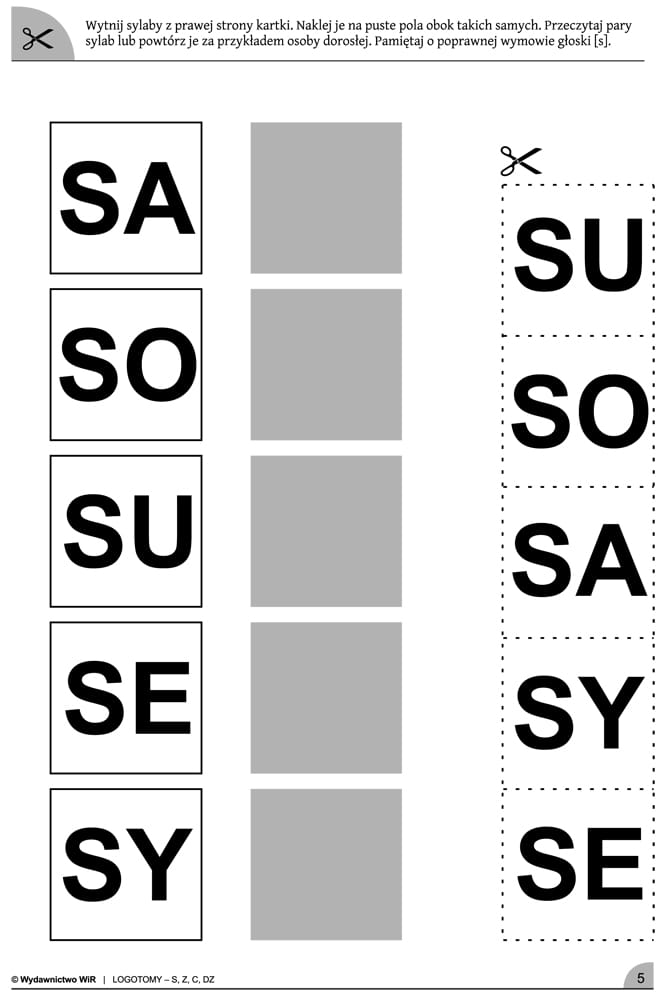 Wytnij sylaby z prawej strony kartki. Naklej je na puste pola obok takich samych. Przeczytaj pary
sylab lub powtórz je za przykładem osoby dorosłej. Pamiętaj o poprawnej wymowie głoski [s].
SA
SO
SU
SE
SY
SU
SO
SA
SY
SE
© Wydawnictwo WiR | LOGOTOMY – S, Z, C, DZ
5